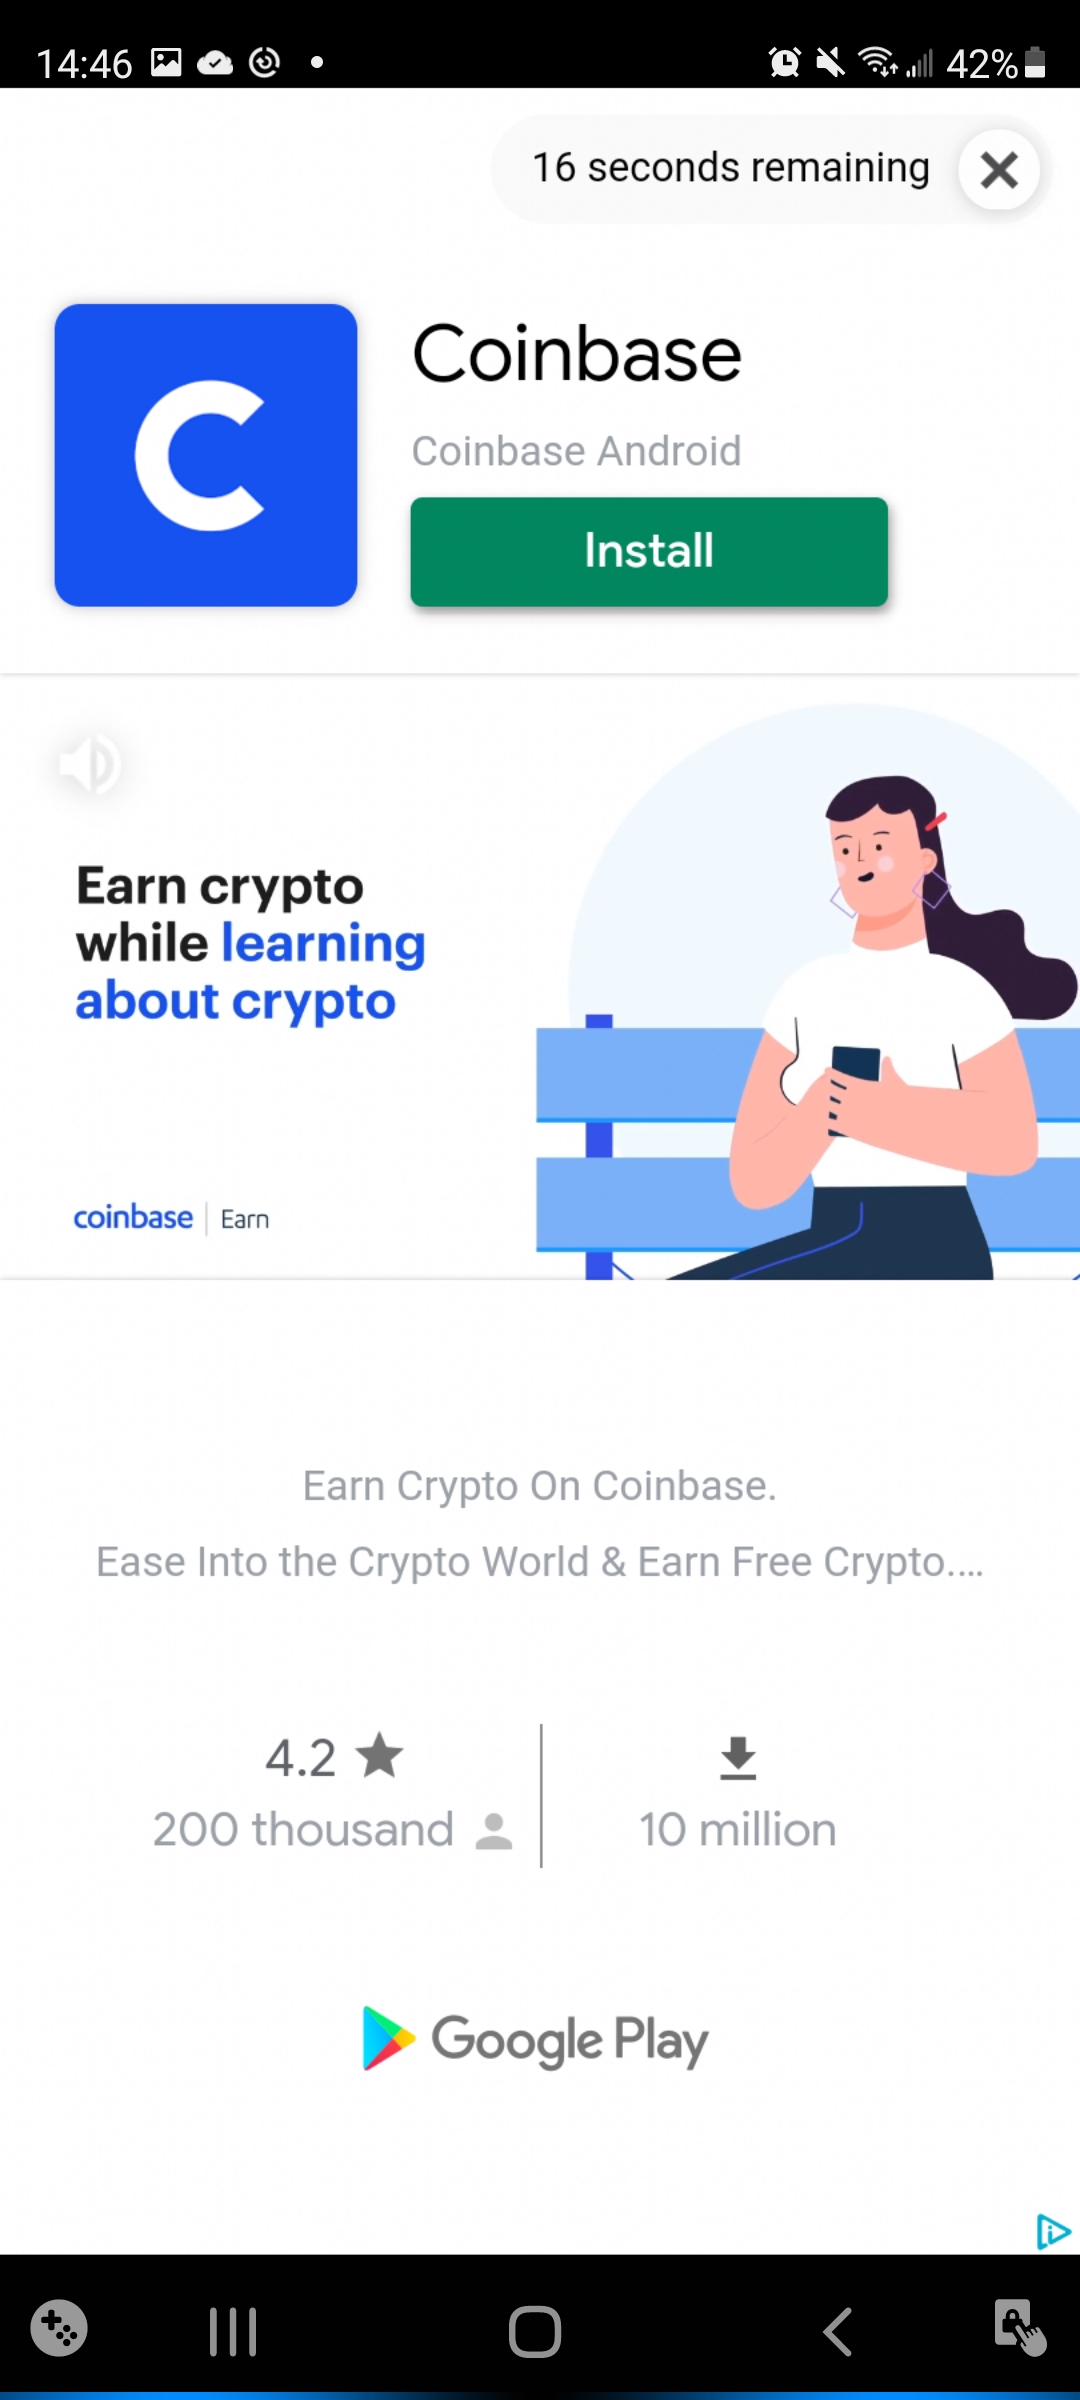 14:46
42%
16 seconds remaining
Coinbase
Coinbase Android
Install
Earn crypto
while learning
about crypto
coinbase | Earn
Earn Crypto On Coinbase.
Ease Into the Crypto World & Earn Free Crypto....
4.2
200 thousand
10 million
Google Play